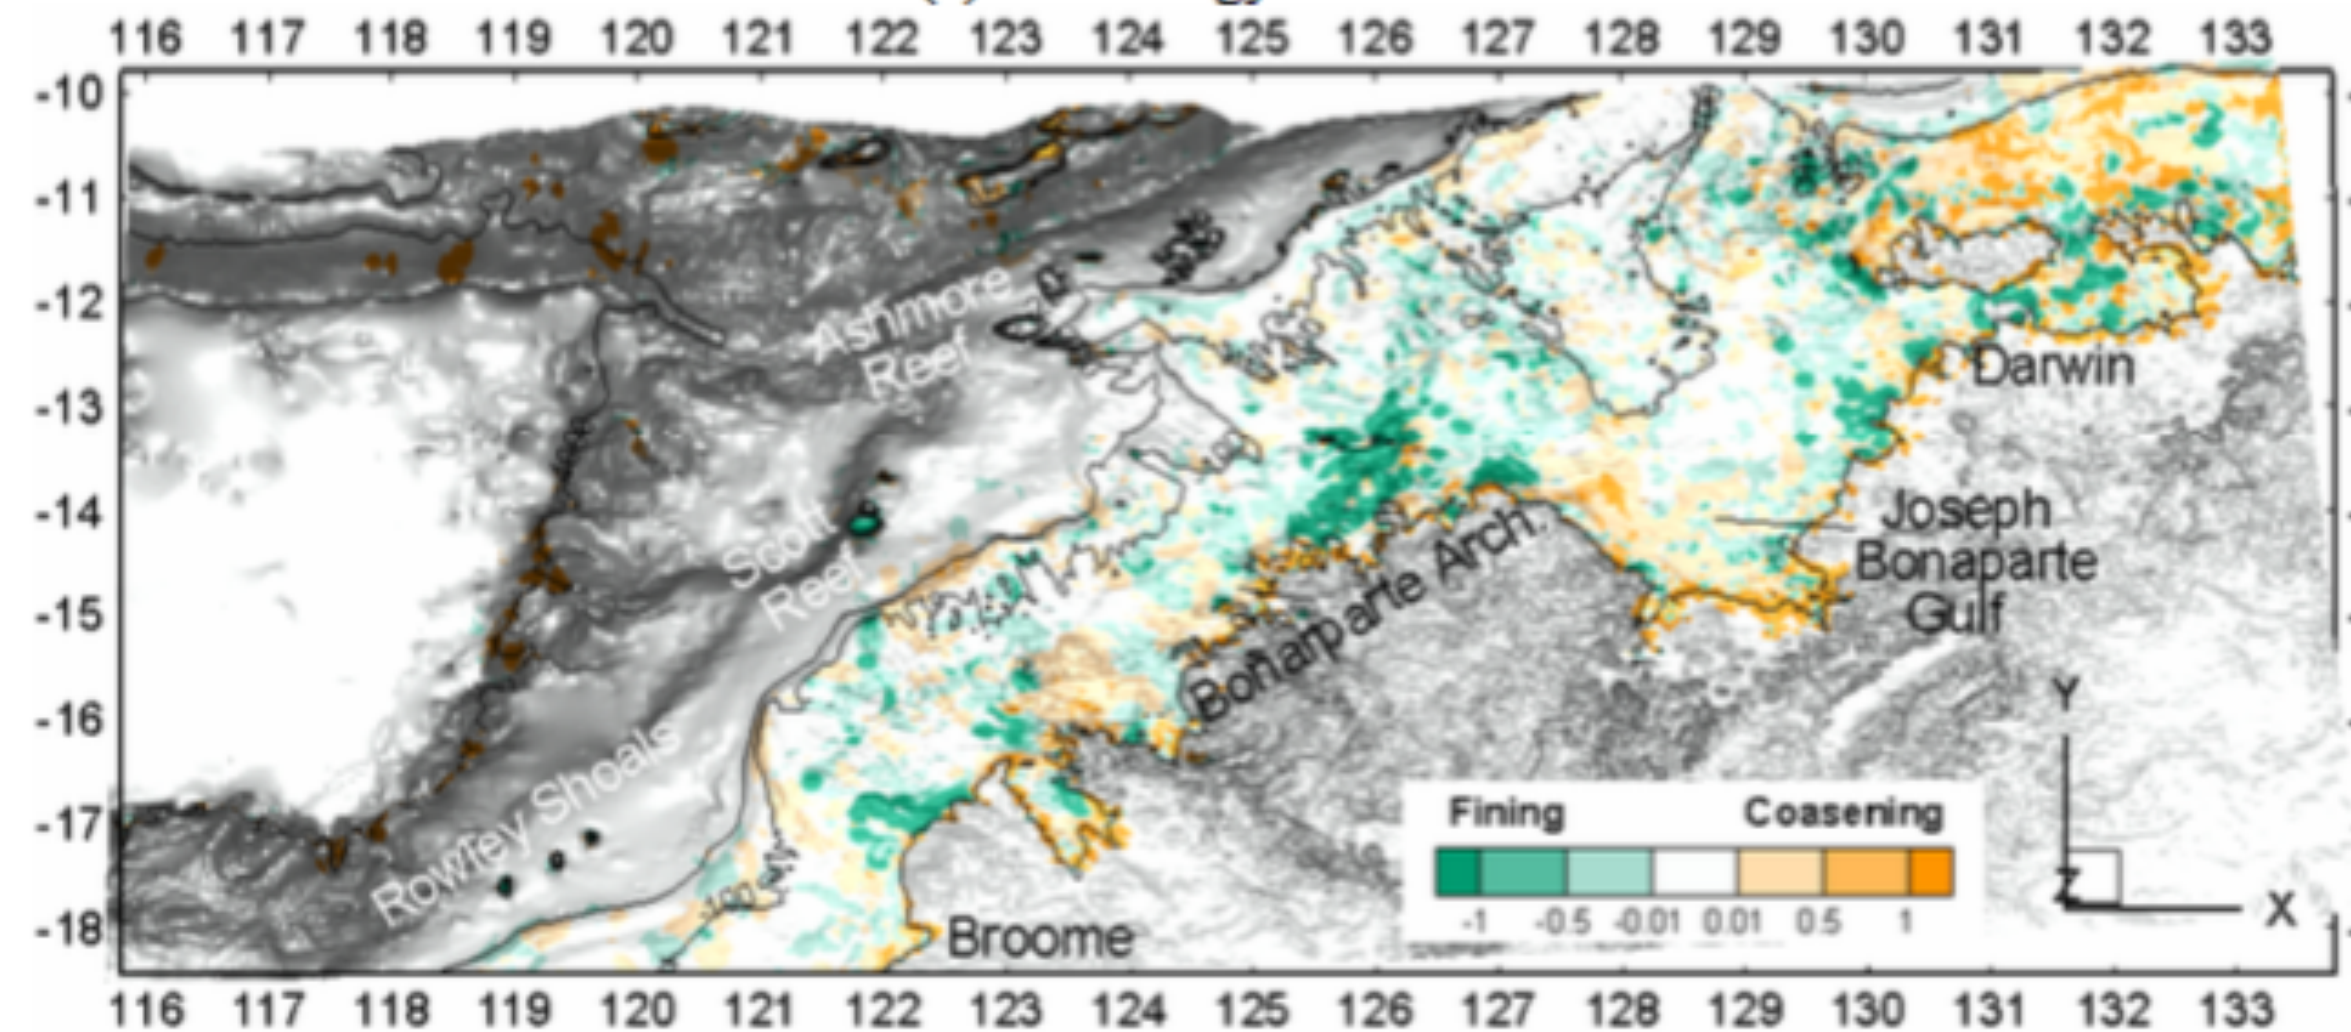 116 117 118 119 120 121 122 123 124 125 126 127 128 129 130 131 132 133
-10
-11
-12
-13
-14
-15
-16
-17
-18
Ashmore
Reef
Scott
Reef
Rowley Shoals
Bonarparte Arch.
Darwin
Joseph
Bonaparte
Gulf
Broome
-100
Fining Coasening
-1 -0.5 -0.01 0.01 0.5 1
Y
Z
X
116 117 118 119 120 121 122 123 124 125 126 127 128 129 130 131 132 133